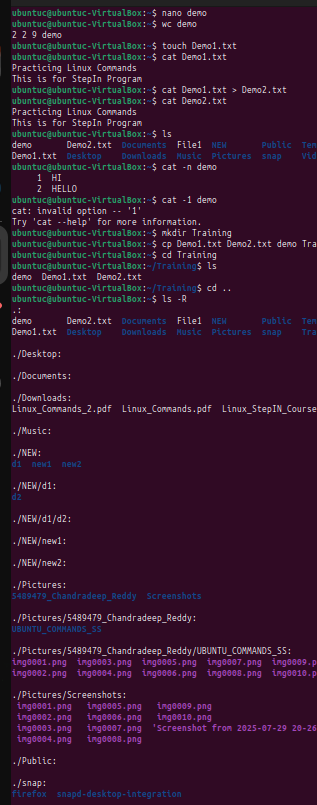 ubuntuc@ubuntuc-VirtualBox:~$ nano demo
ubuntuc@ubuntuc-VirtualBox:~$ wc demo
2 2 9 demo
ubuntuc@ubuntuc-VirtualBox:~$ touch Demo1.txt
ubuntuc@ubuntuc-VirtualBox:~$ cat Demo1.txt
Practicing Linux Commands
This is for StepIn Program
ubuntuc@ubuntuc-VirtualBox:~$ cat Demo1.txt > Demo2.txt
ubuntuc@ubuntuc-VirtualBox:~$ cat Demo2.txt
Practicing Linux Commands
This is for StepIn Program
ubuntuc@ubuntuc-VirtualBox:~$ ls
demo Demo2.txt Documents File1 NEW Public Tem
Demo1.txt Desktop Downloads Music Pictures snap Vid
ubuntuc@ubuntuc-VirtualBox:~$ cat -n demo
1 HI
2 HELLO
ubuntuc@ubuntuc-VirtualBox:~$ cat -1 demo
cat: invalid option -- '1'
Try 'cat --help' for more information.
ubuntuc@ubuntuc-VirtualBox:~$ mkdir Training
ubuntuc@ubuntuc-VirtualBox:~$ cp Demo1.txt Demo2.txt demo Tra
ubuntuc@ubuntuc-VirtualBox:~$ cd Training
ubuntuc@ubuntuc-VirtualBox:~/Training$ ls
demo Demo1.txt Demo2.txt
ubuntuc@ubuntuc-VirtualBox:~/Training$ cd ..
ubuntuc@ubuntuc-VirtualBox:~$ ls -R
.:
demo Demo2.txt Documents File1 NEW Public Tem
Demo1.txt Desktop Downloads Music Pictures snap Tra
./Desktop:
./Documents:
./Downloads:
Linux_Commands_2.pdf Linux_Commands.pdf Linux_StepIN_Course
./Music:
./NEW:
d1 new1 new2
./NEW/d1:
d2
./NEW/d1/d2:
./NEW/new1:
./NEW/new2:
./Pictures:
5489479_Chandradeep_Reddy Screenshots
./Pictures/5489479_Chandradeep_Reddy:
UBUNTU_COMMANDS_SS
./Pictures/5489479_Chandradeep_Reddy/UBUNTU_COMMANDS_SS:
img0001.png img0003.png img0005.png img0007.png img0009.p
img0002.png img0004.png img0006.png img0008.png img0010.p
./Pictures/Screenshots:
img0001.png img0005.png img0009.png
img0002.png img0006.png img0010.png
img0003.png img0007.png 'Screenshot from 2025-07-29 20-26
img0004.png img0008.png
./Public:
./snap:
firefox snapd-desktop-integration